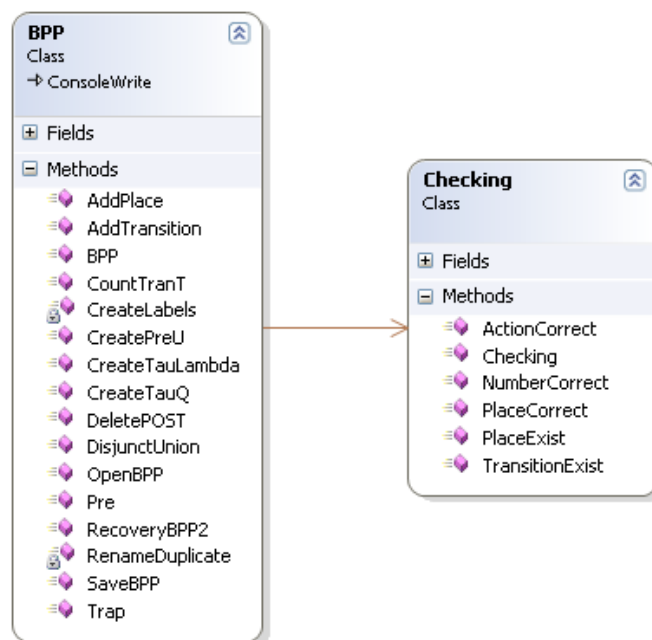 BPP
Class
ConsoleWrite
Fields
Methods
AddPlace
AddTransition
BPP
CountTranT
CreateLabels
CreatePreU
CreateTauLambda
CreateTauQ
DeletePOST
DisjunctUnion
OpenBPP
Pre
RecoveryBPP2
RenameDuplicate
SaveBPP
Trap
Checking
Class
Fields
Methods
ActionCorrect
Checking
NumberCorrect
PlaceCorrect
PlaceExist
TransitionExist